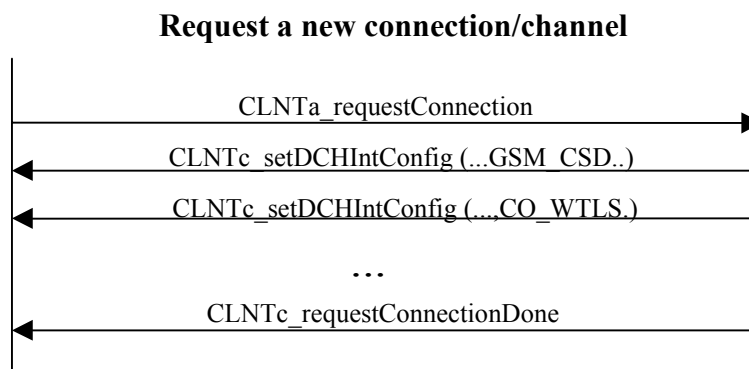 Request a new connection/channel
CLNTa_requestConnection
CLNTc_setDCHIntConfig (...GSM_CSD..)
CLNTc_setDCHIntConfig (...,CO_WTLS.)
...
CLNTc_requestConnectionDone